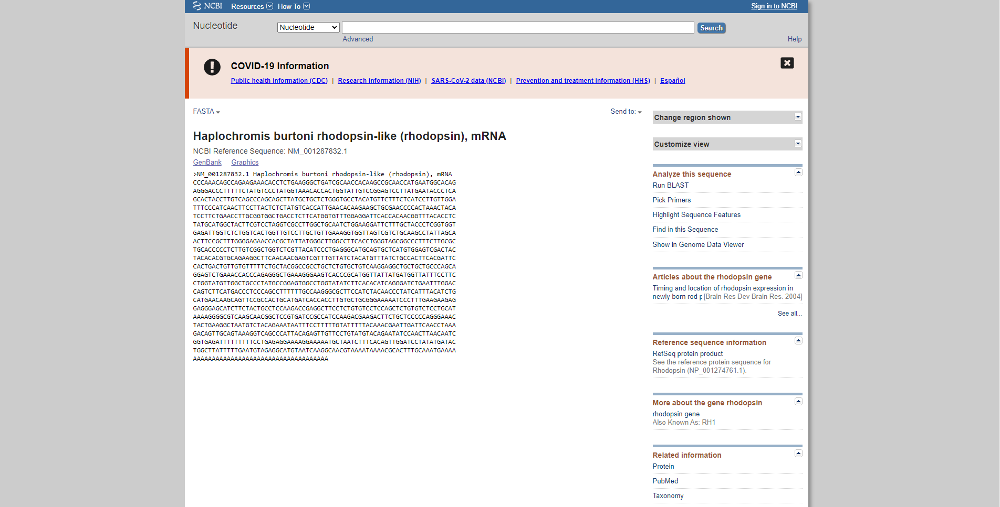 NCBI Resources How To Sign in to NCBI
Nucleotide Nucleotide Search
Advanced Help
COVID-19 Information
Public health information (CDC) | Research information (NIH) | SARS-CoV-2 data (NCBI) | Prevention and treatment information (HHS) | Español
FASTA Send to:
Haplochromis burtoni rhodopsin-like (rhodopsin), mRNA
NCBI Reference Sequence: NM_001287832.1
GenBank Graphics
>NM_001287832.1 Haplochromis burtoni rhodopsin-like (rhodopsin), mRNA
CCCAAACAGCCAGAAGAAACACCTCTGAAGGGCTGATCGCAACCACAAGCCGCAACCATGAATGGCACAG
AGGGACCCTTTTTCTATGTCCCTATGGTAAACACCACTGGTATTGTCCGGAGTCCTTATGAATACCCTCA
GCACTACCTTGTCAGCCCAGCAGCTTATGCTGCTCTGGGTGCCTACATGTTCTTTCTCATCCTTGTTGGA
TTTCCCATCAACTTCCTTACTCTCTATGTCACCATTGAACACAAGAAGCTGCGAACCCCACTAAACTACA
TCCTTCTGAACCTTGCGGTGGCTGACCTCTTCATGGTGTTTGGAGGATTCACCACAACGGTTTACACCTC
TATGCATGGCTACTTCGTCCTAGGTCGCCTTGGCTGCAATCTGGAAGGATTCTTTGCTACCCTCGGTGGT
GAGATTGGTCTCTGGTCACTGGTTGTCCTTGCTGTTGAAAGGTGGTTAGTCGTCTGCAAGCCTATTAGCA
ACTTCCGCTTTGGGGAGAACCACGCTATTATGGGCTTGGCCTTCACCTGGGTAGCGGCCCTTTCTTGCGC
TGCACCCCCTCTTGTCGGCTGGTCTCGTTACATCCCTGAGGGCATGCAGTGCTCATGTGGAGTCGACTAC
TACACACGTGCAGAAGGCTTCAACAACGAGTCGTTTGTTATCTACATGTTTATCTGCCACTTCACGATTC
CACTGACTGTTGTGTTTTTCTGCTACGGCCGCCTGCTCTGTGCTGTCAAGGAGGCTGCTGCTGCCCAGCA
GGAGTCTGAAACCACCCAGAGGGCTGAAAGGGAAGTCACCCGCATGGTTATTATGATGGTTATTTCCTTC
CTGGTATGTTGGCTGCCCTATGCCGGAGTGGCCTGGTATATCTTCACACATCAGGGATCTGAATTTGGAC
CAGTCTTCATGACCCTCCCAGCCTTTTTTGCCAAGGGCGCTTCCATCTACAACCCTATCATTTACATCTG
CATGAACAAGCAGTTCCGCCACTGCATGATCACCACCTTGTGCTGCGGGAAAAATCCCTTTGAAGAAGAG
GAGGGAGCATCTTCTACTGCCTCCAAGACCGAGGCTTCCTCTGTGTCCTCCAGCTCTGTGTCTCCTGCAT
AAAAGGGGCGTCAAGCAACGGCTCCGTGATCCGCCATCCAAGACGAAGACTTCTGCTCCCCCAGGGAAAC
TACTGAAGGCTAATGTCTACAGAAATAATTTCCTTTTTGTATTTTTACAAACGAATTGATTCAACCTAAA
GACAGTTGCAGTAAAGGTCAGCCCATTACAGAGTTGTTCCTGTATGTACAGAATATCCAACTTAACAATC
GGTGAGATTTTTTTTTCCTGAGAGGAAAAGGAAAAATGCTAATCTTTCACAGTTGGATCCTATATGATAC
TGGCTTATTTTTGAATGTAGAGGCATGTAATCAAGGCAACGTAAAATAAAACGCACTTTGCAAATGAAAA
AAAAAAAAAAAAAAAAAAAAAAAAAAAAAAAAAAAA
Change region shown
Customize view
Analyze this sequence
Run BLAST
Pick Primers
Highlight Sequence Features
Find in this Sequence
Show in Genome Data Viewer
Articles about the rhodopsin gene
Timing and location of rhodopsin expression in
newly born rod [Brain Res Dev Brain Res. 2004]
See all...
Reference sequence information
RefSeq protein product
See the reference protein sequence for
Rhodopsin (NP_001274761.1).
More about the gene rhodopsin
rhodopsin gene
Also Known As: RH1
Related information
Protein
PubMed
Taxonomy